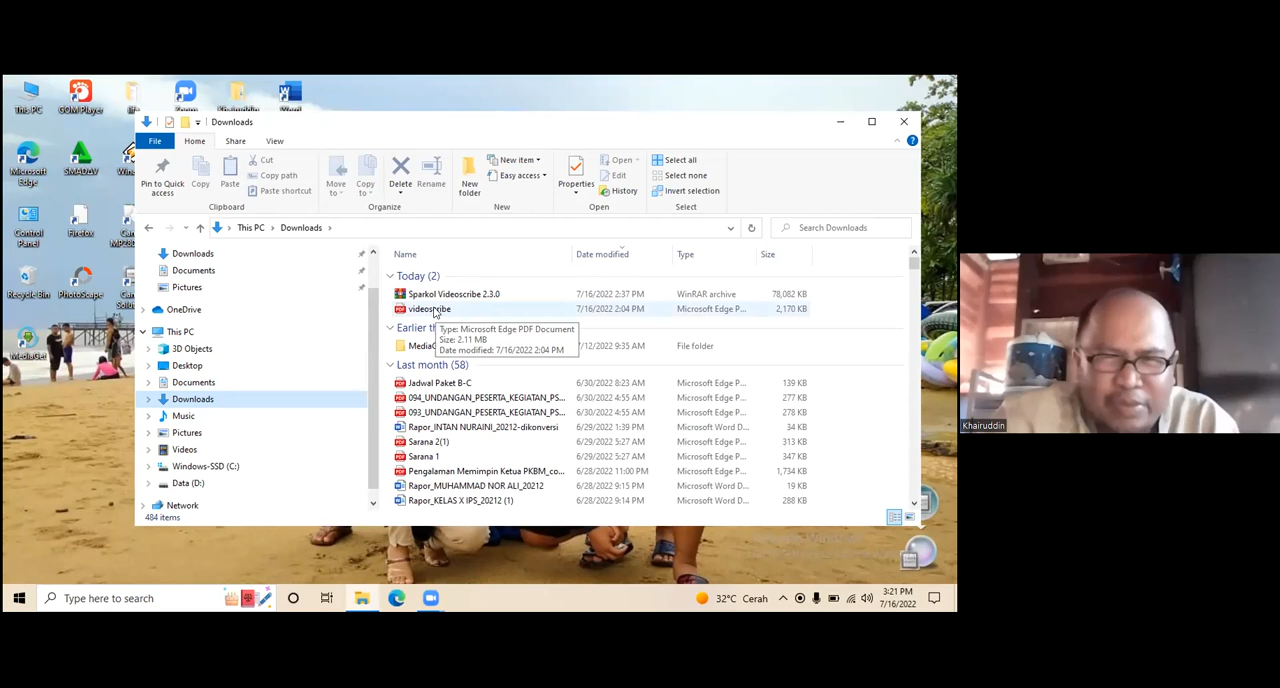 This PC
GOM Player
Zoom
Khairuddin
Word
Downloads
File
Home
Share
View
Pin to Quick access
Copy
Paste
Cut
Copy path
Paste shortcut
Clipboard
Move to
Copy to
Delete
Rename
Organize
New folder
New item
Easy access
New
Properties
Open
Edit
History
Open
Select all
Select none
Invert selection
Select
This PC > Downloads >
Search Downloads
Microsoft Edge
SMADAV
Control Panel
Firefox
Recycle Bin
PhotoScape
MediaGet
Downloads
Documents
Pictures
OneDrive
This PC
3D Objects
Desktop
Documents
Downloads
Music
Pictures
Videos
Windows-SSD (C:)
Data (D:)
Network
484 items
Name Date modified Type Size
Today (2)
Sparkol Videoscribe 2.3.0 7/16/2022 2:37 PM WinRAR archive 78,082 KB
videoscribe 7/16/2022 2:04 PM Microsoft Edge P... 2,170 KB
Type: Microsoft Edge PDF Document
Size: 2.11 MB
Date modified: 7/16/2022 2:04 PM
Earlier th
MediaG 7/12/2022 9:35 AM File folder
Last month (58)
Jadwal Paket B-C 6/30/2022 8:23 AM Microsoft Edge P... 139 KB
094_UNDANGAN_PESERTA_KEGIATAN_PS... 6/30/2022 4:55 AM Microsoft Edge P... 277 KB
093_UNDANGAN_PESERTA_KEGIATAN_PS... 6/30/2022 4:55 AM Microsoft Edge P... 278 KB
Rapor_INTAN NURAINI_20212-dikonversi 6/29/2022 1:39 PM Microsoft Word D... 34 KB
Sarana 2(1) 6/29/2022 5:27 AM Microsoft Edge P... 313 KB
Sarana 1 6/29/2022 5:27 AM Microsoft Edge P... 347 KB
Pengalaman Memimpin Ketua PKBM_co... 6/28/2022 11:00 PM Microsoft Edge P... 1,734 KB
Rapor_MUHAMMAD NOR ALI_20212 6/28/2022 9:15 PM Microsoft Word D... 19 KB
Rapor_KELAS X IPS_20212 (1) 6/28/2022 9:14 PM Microsoft Word D... 288 KB
Khairuddin
Type here to search
32°C Cerah
3:21 PM
7/16/2022